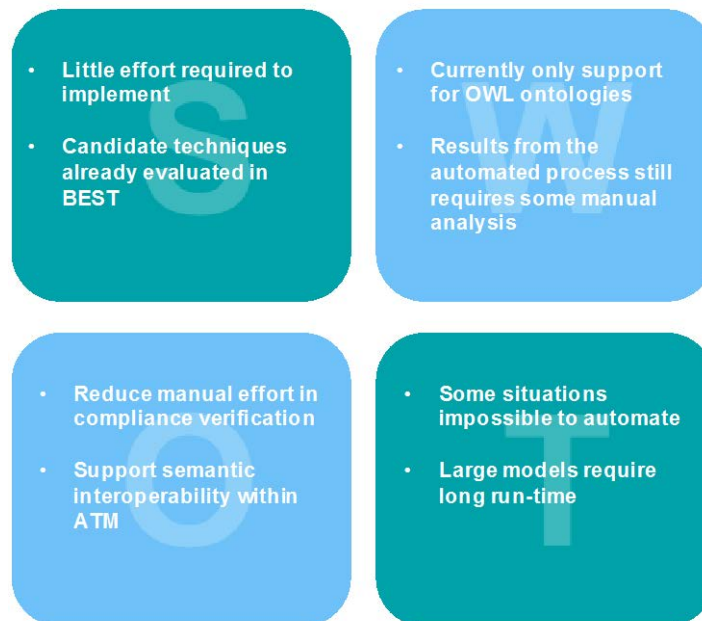 S
• Little effort required to
implement
• Candidate techniques
already evaluated in
BEST
W
• Currently only support
for OWL ontologies
• Results from the
automated process still
requires some manual
analysis
O
• Reduce manual effort in
compliance verification
• Support semantic
interoperability within
ATM
T
• Some situations
impossible to automate
• Large models require
long run-time